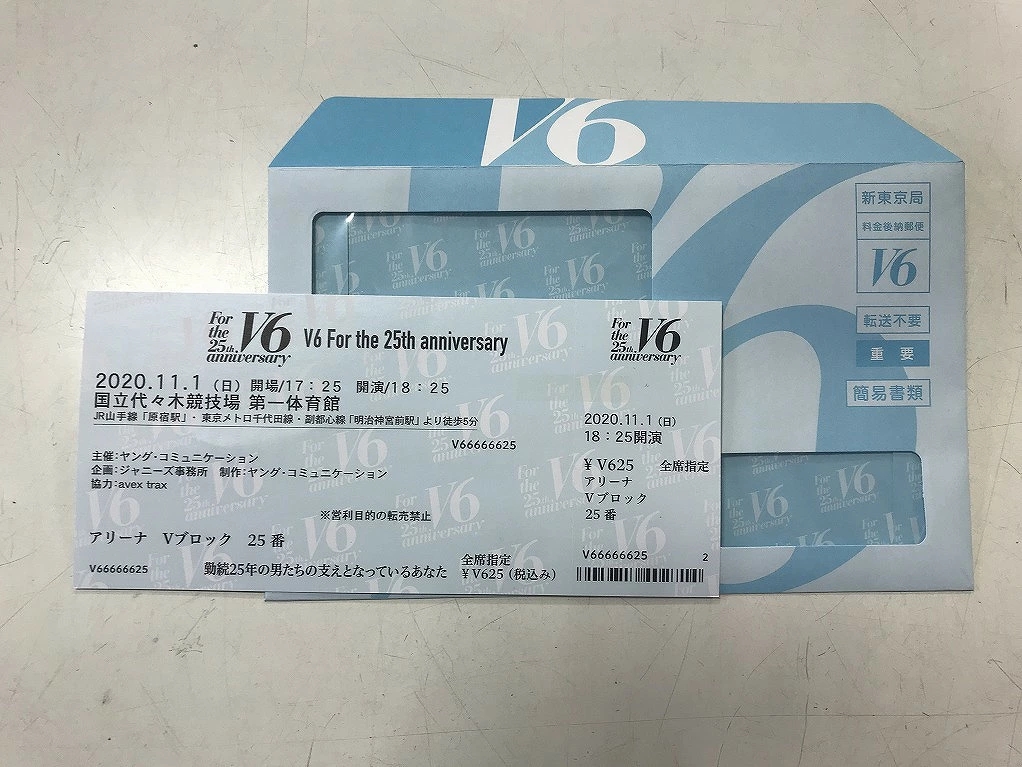 V6
新東京局
料金後納郵便
V6
転送不要
重要
簡易書類
For
the
25th
anniversary
V6
For
the
25th
anniversary
V6
For
the
25th
anniversary
V6
V6 For the 25th anniversary
2020.11.1 (日) 開場/17:25 開演/18:25
国立代々木競技場 第一体育館
JR山手線「原宿駅」・東京メトロ千代田線・副都心線「明治神宮前駅」より徒歩5分
V66666625
主催:ヤング・コミュニケーション
企画:ジャニーズ事務所 制作:ヤング・コミュニケーション
協力:avex trax
※営利目的の転売禁止
アリーナ Vブロック 25番
V66666625
勤続25年の男たちの支えとなっているあなた
全席指定
¥V625(税込み)
For
the
25th
anniversary
V6
2020.11.1 (日)
18:25開演
¥V625 全席指定
アリーナ
Vブロック
25番
V66666625 2